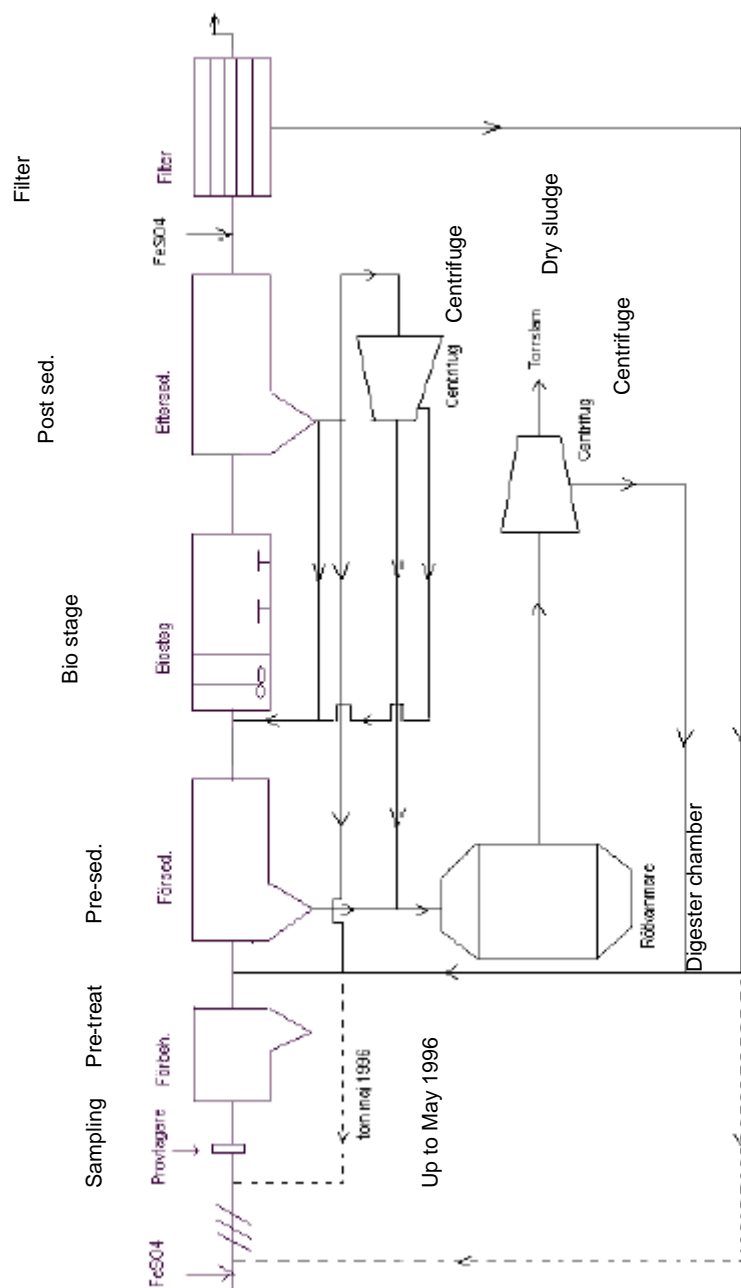 Filter
Post sed.
Bio stage
Sampling Pre-treat Pre-sed.
FeSO4 Provtagare Förbeh. Försed. Biosteg Eftersed. FeSO4 Filter
tom maj 1996
Up to May 1996
Centrifug
Centrifuge
Torrslam
Dry sludge
Centrifug
Centrifuge
Rötkammare
Digester chamber